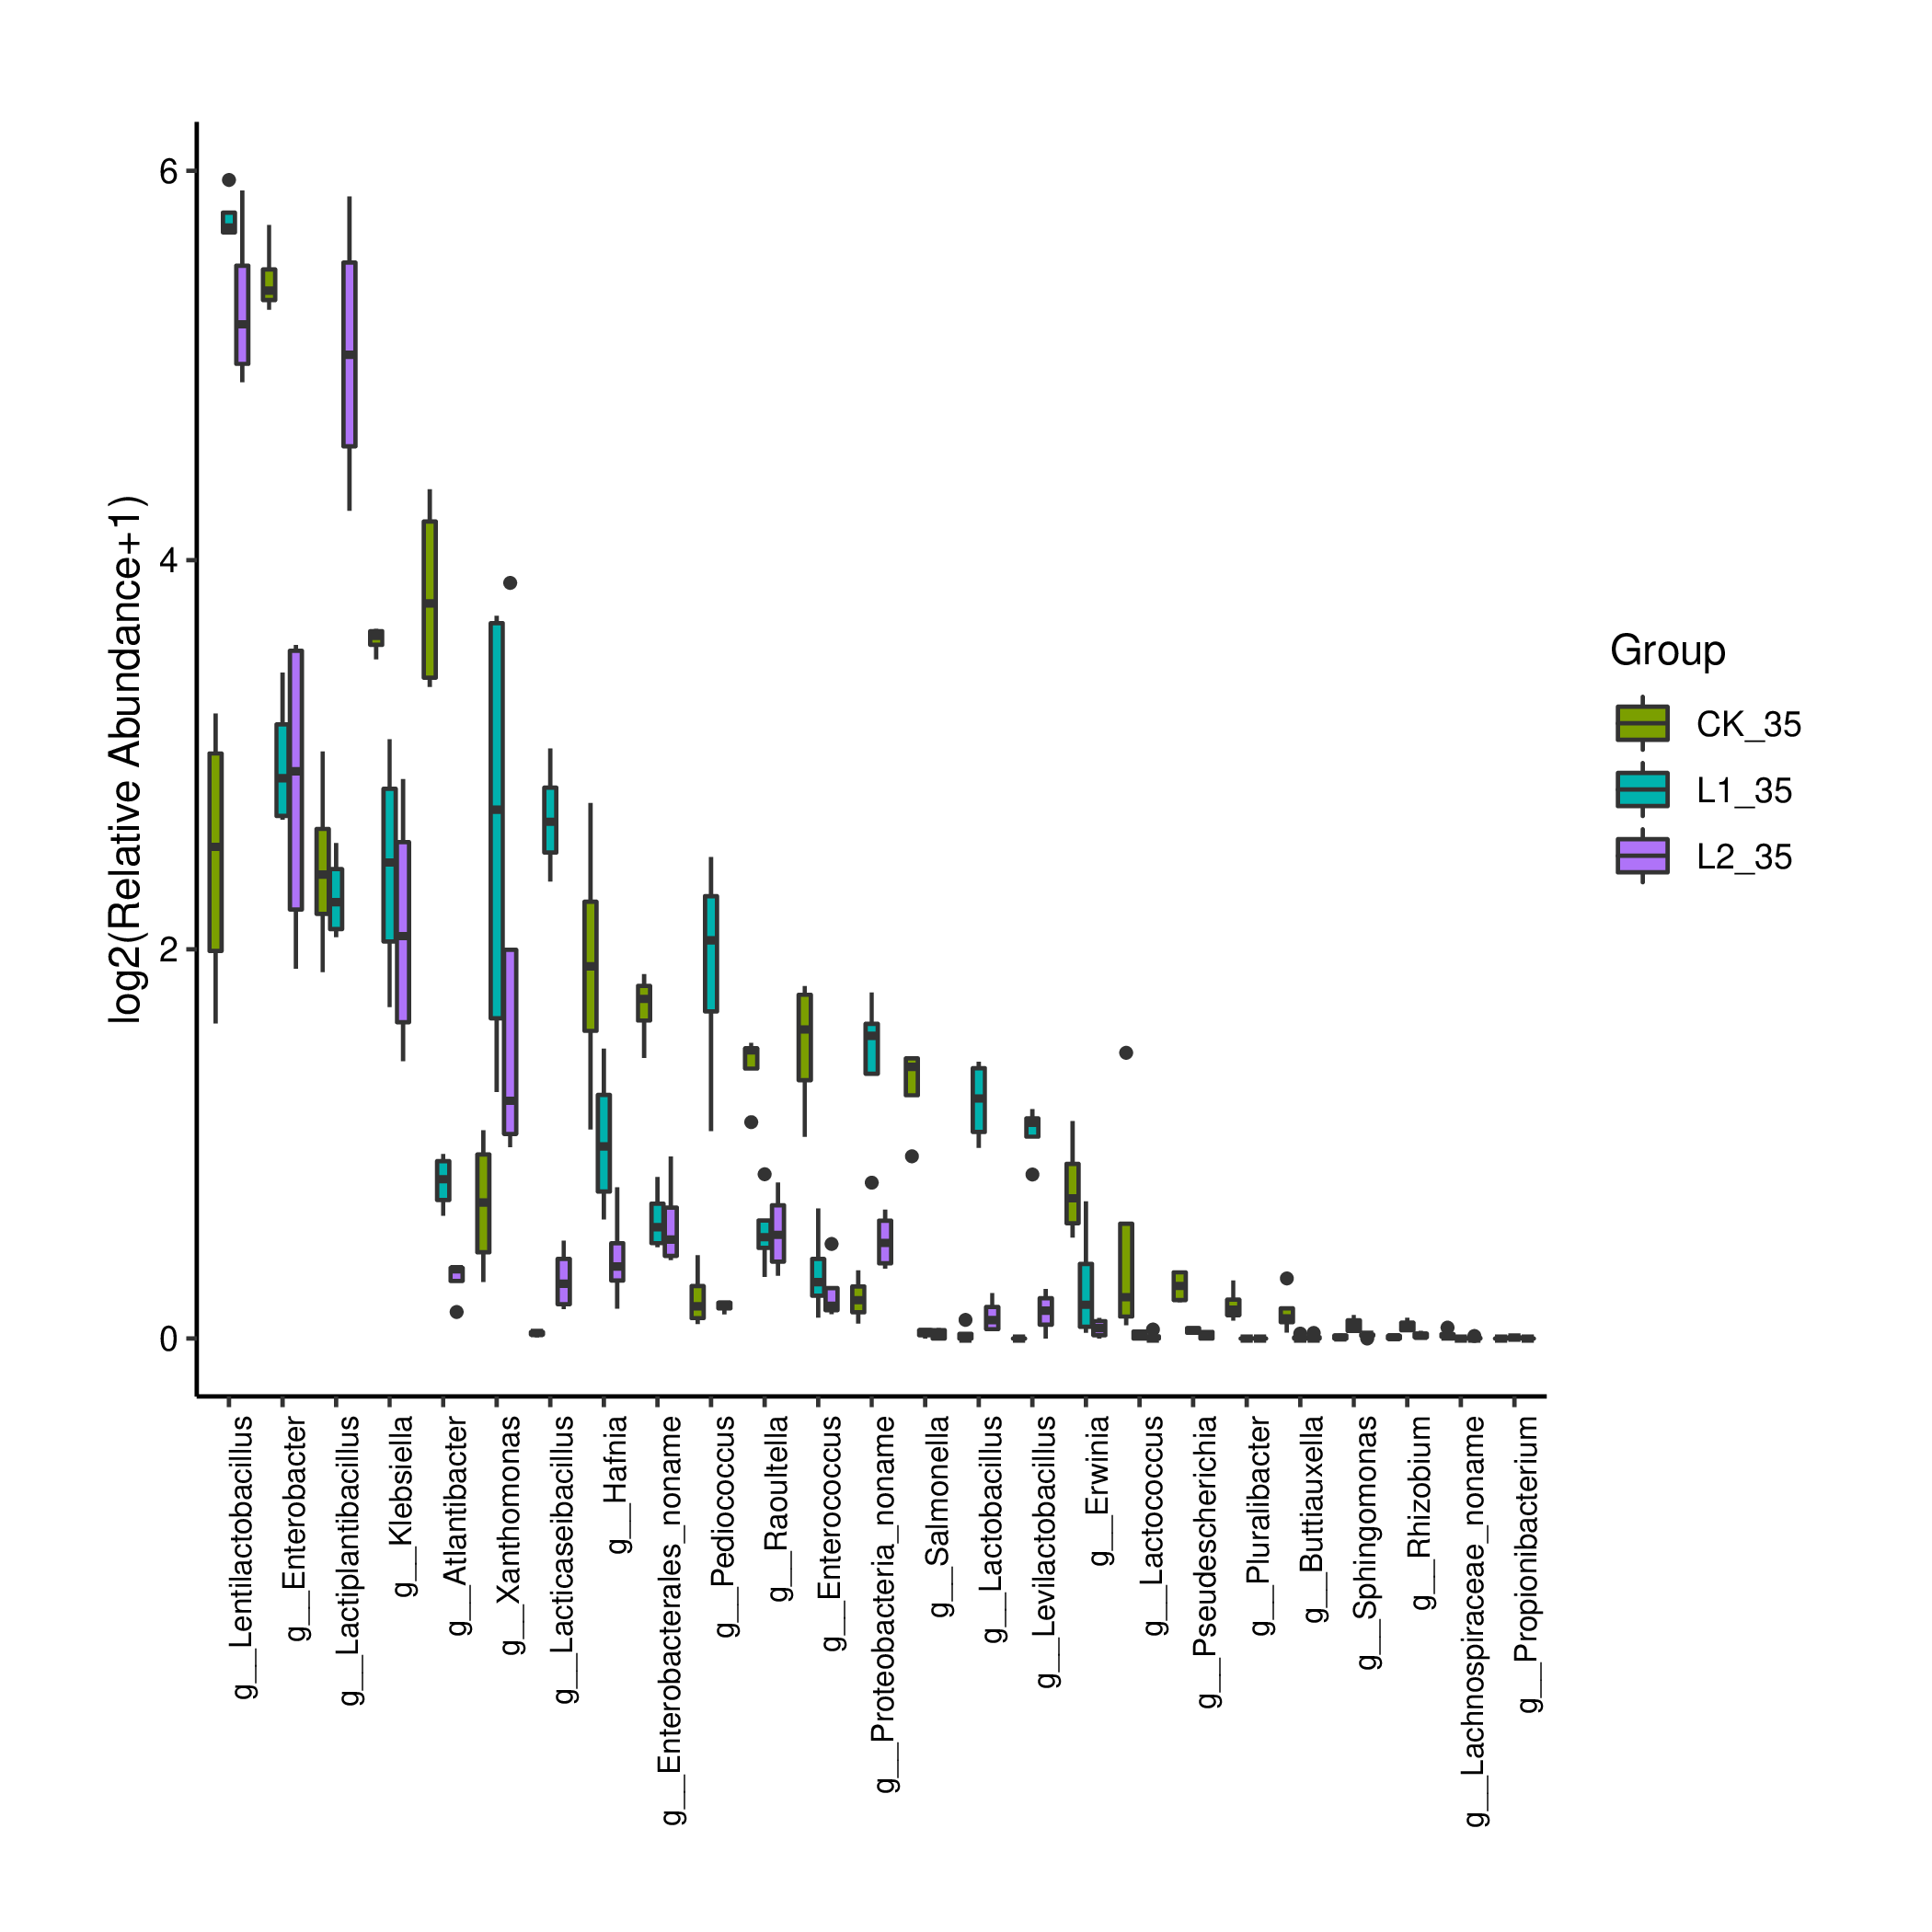 log2(Relative Abundance+1)
6
4
2
0
g__Lentilactobacillus
g__Enterobacter
g__Lactiplantibacillus
g__Klebsiella
g__Atlantibacter
g__Xanthomonas
g__Lacticaseibacillus
g__Hafnia
g__Enterobacterales_noname
g__Pediococcus
g__Raoultella
g__Enterococcus
g__Proteobacteria_noname
g__Salmonella
g__Lactobacillus
g__Levilactobacillus
g__Erwinia
g__Lactococcus
g__Pseudescherichia
g__Pluralibacter
g__Buttiauxella
g__Sphingomonas
g__Rhizobium
g__Lachnospiraceae_noname
g__Propionibacterium
Group
CK_35
L1_35
L2_35